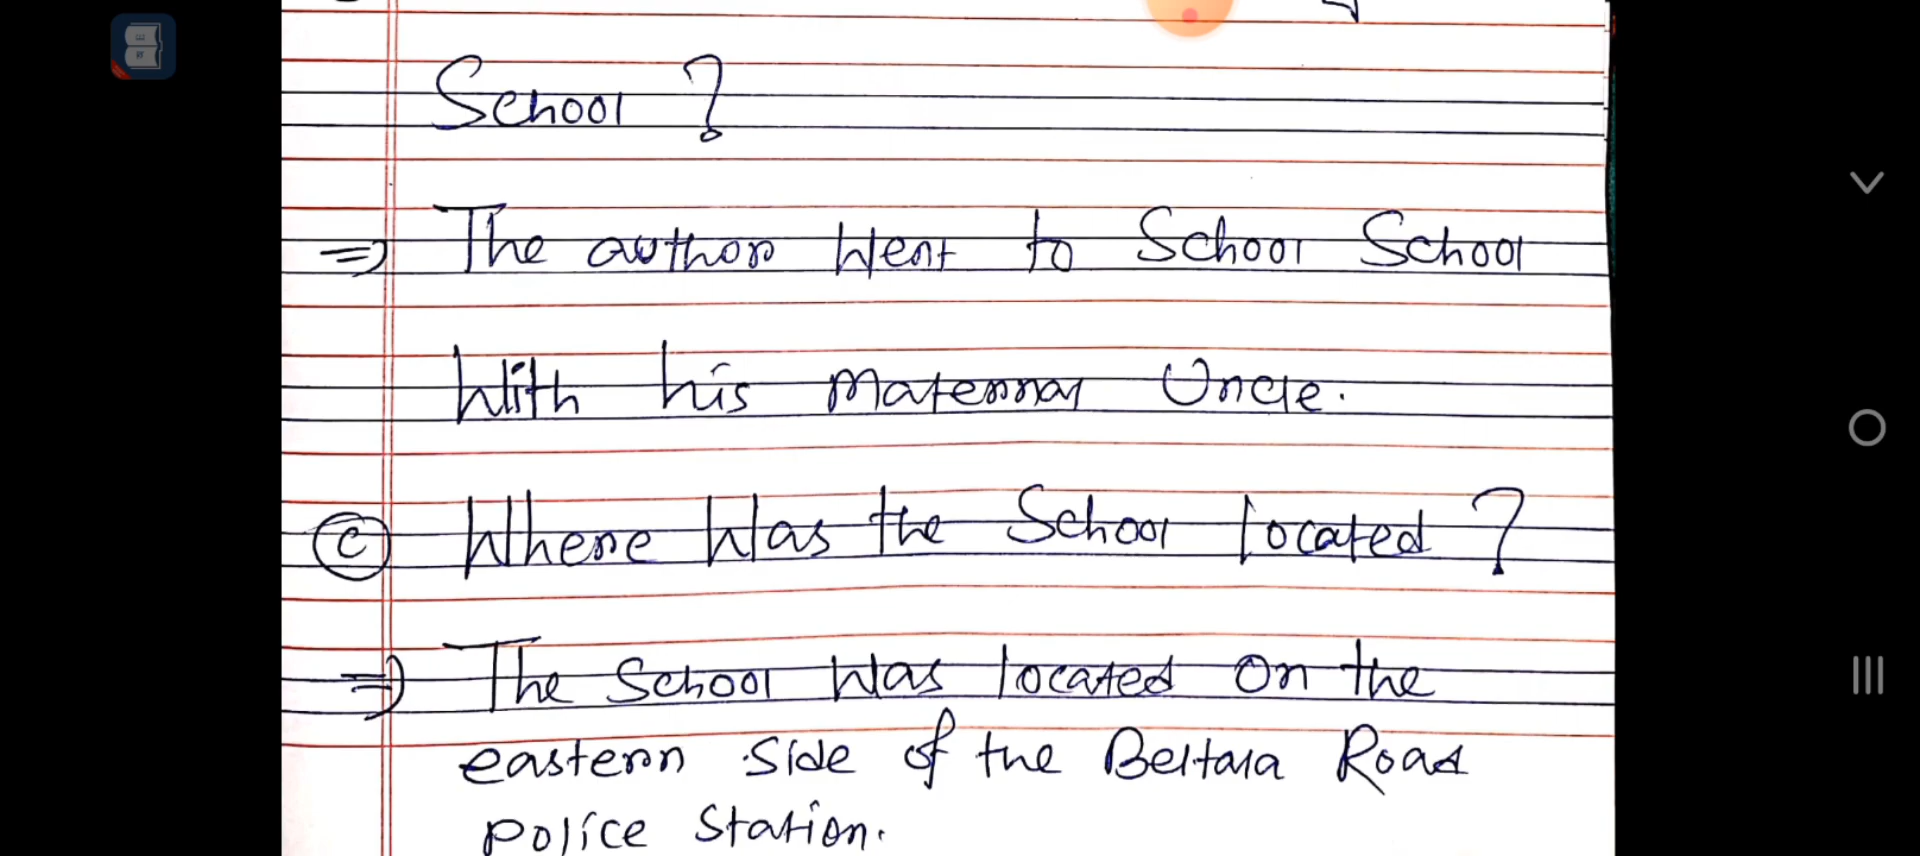 School ?
=> The author Went to School School
With his maternal Uncle.
(c) Where Was the School located ?
=> The School Was located on the
eastern side of the Beltala Road
police station.